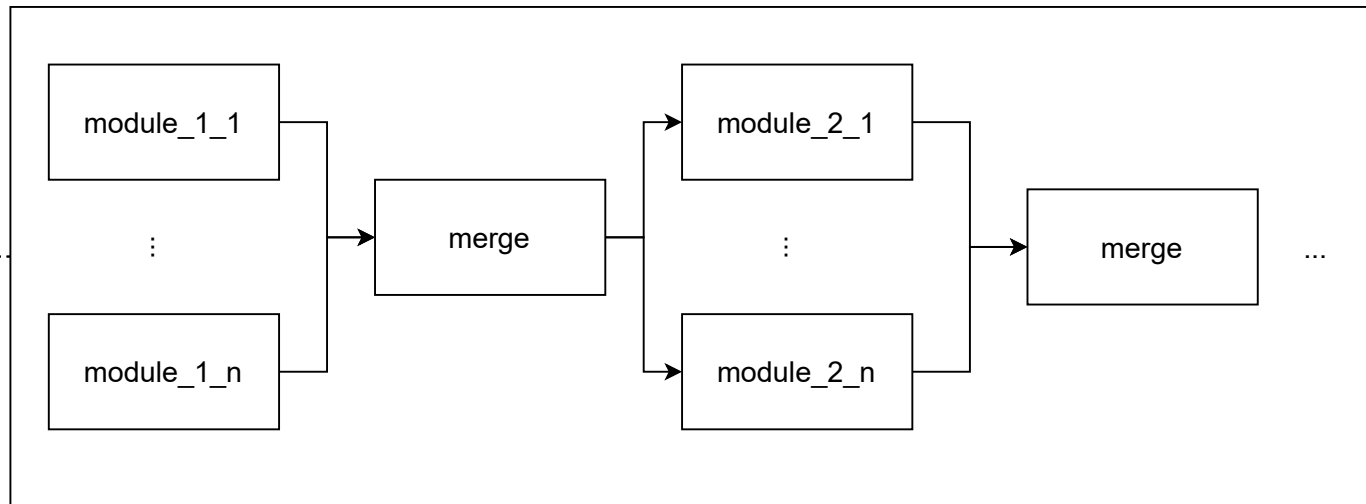 module_1_1
module_2_1
merge
⋮
⋮
merge
...
...
module_1_n
module_2_n